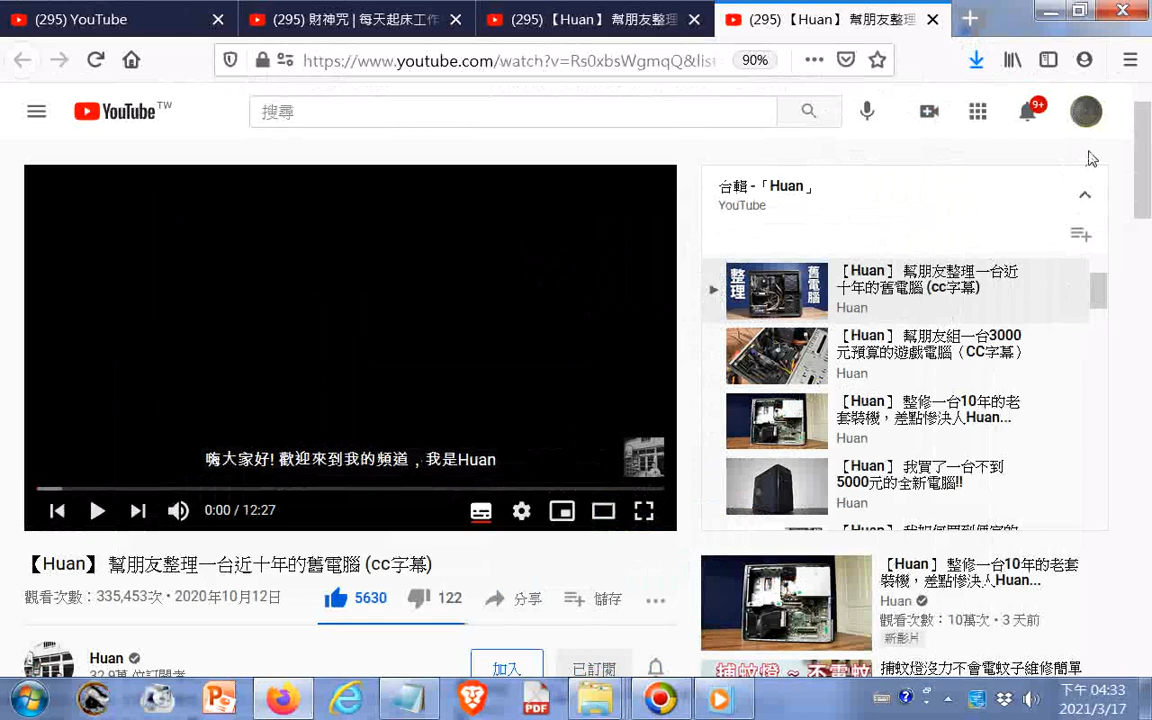 (295) YouTube
(295) 財神咒 | 每天起床工作
(295) 【Huan】 幫朋友整理
(295) 【Huan】 幫朋友整理
https://www.youtube.com/watch?v=Rs0xbsWgmqQ&lis
90%
YouTube TW
搜尋
9+
合輯 -「Huan」
YouTube
【Huan】 幫朋友整理一台近
十年的舊電腦 (cc字幕)
Huan
整理
舊電腦
【Huan】 幫朋友組一台3000
元預算的遊戲電腦（CC字幕）
Huan
【Huan】 整修一台10年的老
套裝機，差點慘決人Huan...
Huan
【Huan】 我買了一台不到
5000元的全新電腦!!
Huan
嗨大家好! 歡迎來到我的頻道，我是Huan
0:00 / 12:27
【Huan】 幫朋友整理一台近十年的舊電腦 (cc字幕)
觀看次數：335,453次 • 2020年10月12日
5630
122
分享
儲存
Huan
加入
已訂閱
【Huan】 整修一台10年的老套
裝機，差點慘決人Huan...
Huan
觀看次數：10萬次 • 3 天前
新影片
捕蚊燈沒力不會電蚊子維修簡單
PDF
下午 04:33
2021/3/17